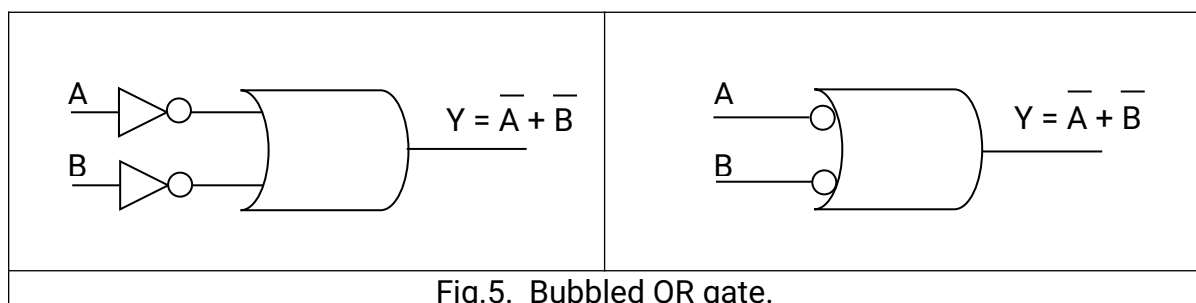 A
B
Y = A̅ + B̅
A
B
Y = A̅ + B̅
Fig.5. Bubbled OR gate.